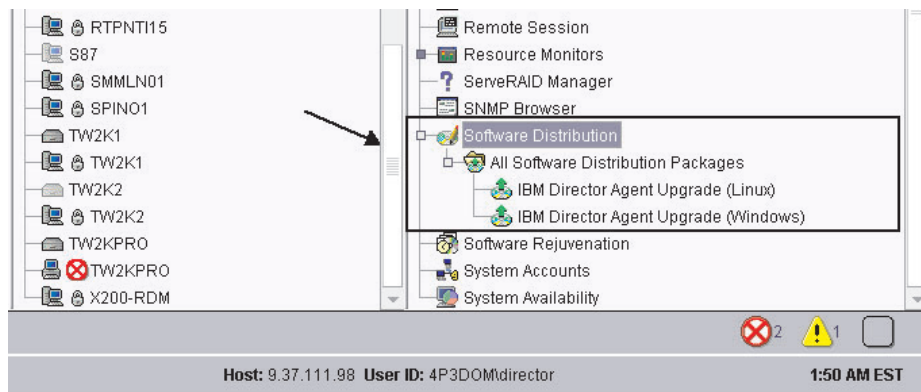 RTPNTI15
S87
SMMLN01
SPINO1
TW2K1
TW2K1
TW2K2
TW2K2
TW2KPRO
TW2KPRO
X200-RDM
Remote Session
Resource Monitors
ServeRAID Manager
SNMP Browser
Software Distribution
All Software Distribution Packages
IBM Director Agent Upgrade (Linux)
IBM Director Agent Upgrade (Windows)
Software Rejuvenation
System Accounts
System Availability
2 1
Host: 9.37.111.98 User ID: 4P3DOM\director 1:50 AM EST